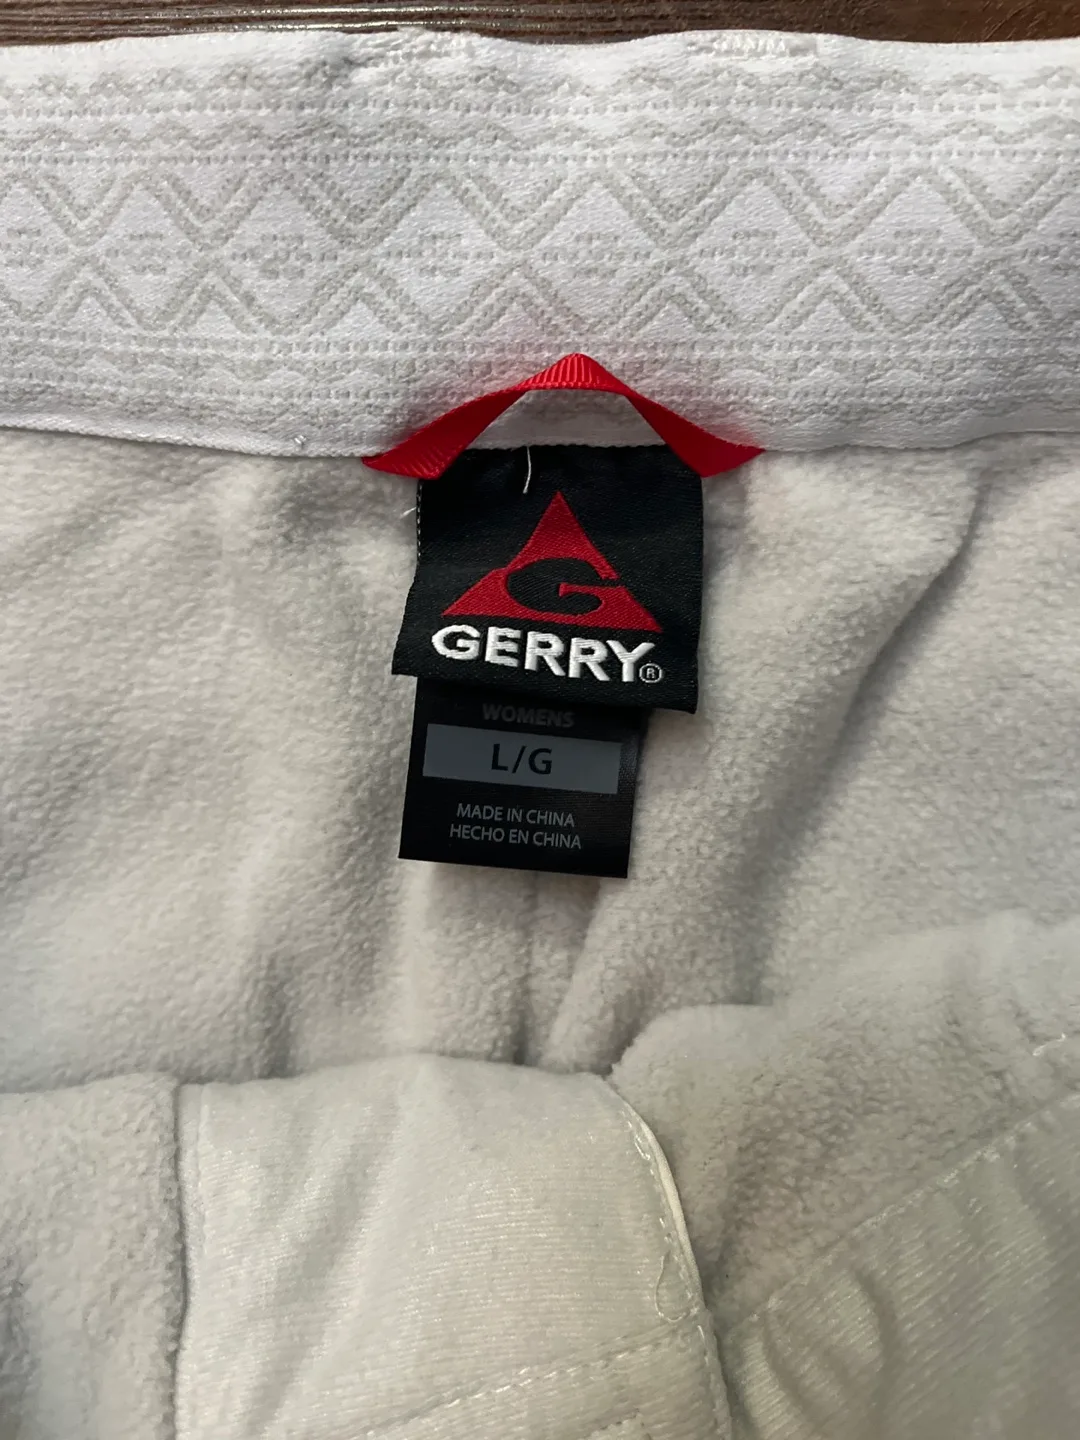 G
GERRY®
WOMENS
L/G
MADE IN CHINA
HECHO EN CHINA